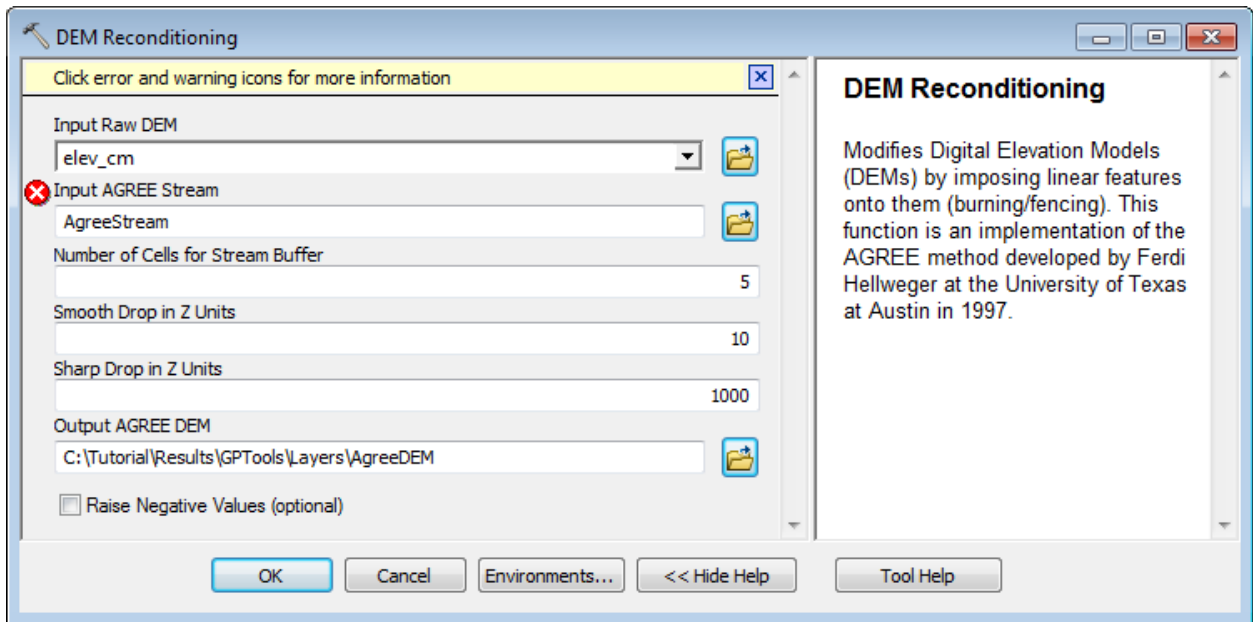 DEM Reconditioning
Click error and warning icons for more information
Input Raw DEM
elev_cm
Input AGREE Stream
AgreeStream
Number of Cells for Stream Buffer
5
Smooth Drop in Z Units
10
Sharp Drop in Z Units
1000
Output AGREE DEM
C:\Tutorial\Results\GPTools\Layers\AgreeDEM
Raise Negative Values (optional)
DEM Reconditioning
Modifies Digital Elevation Models
(DEMs) by imposing linear features
onto them (burning/fencing). This
function is an implementation of the
AGREE method developed by Ferdi
Hellweger at the University of Texas
at Austin in 1997.
OK
Cancel
Environments...
<< Hide Help
Tool Help